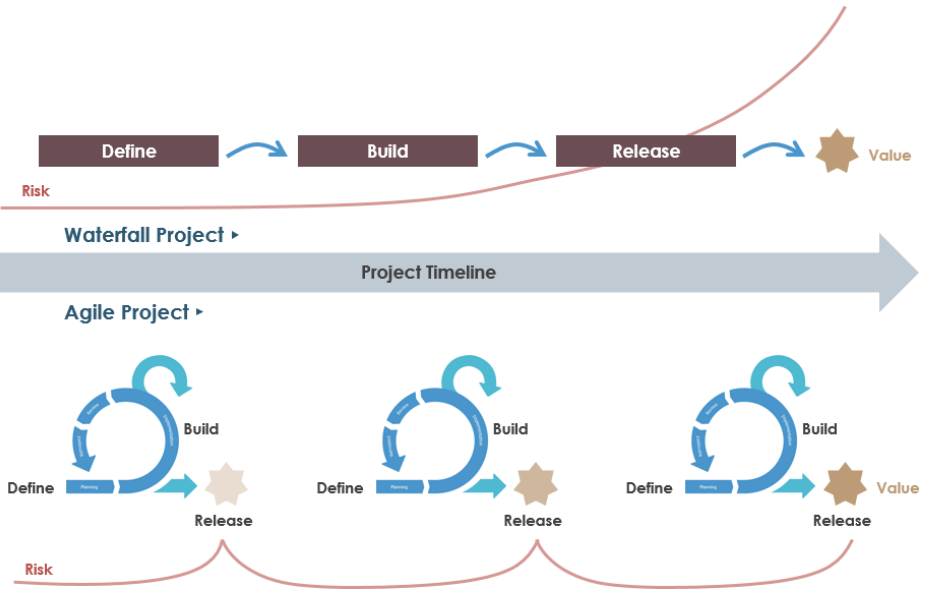 Define
Build
Release
Value
Risk
Waterfall Project ▸
Project Timeline
Agile Project ▸
Build
Build
Build
Define
Planning
Define
Planning
Define
Planning
Value
Release
Release
Release
Risk